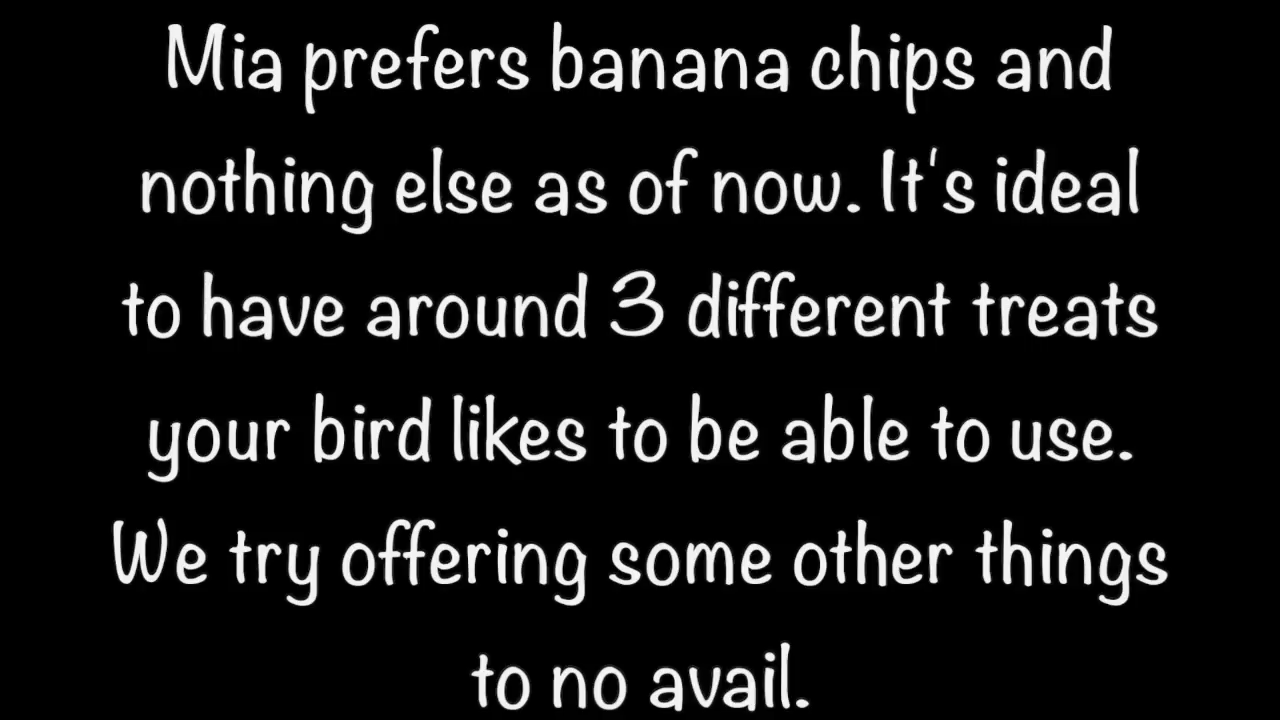 Mia prefers banana chips and
nothing else as of now. It's ideal
to have around 3 different treats
your bird likes to be able to use.
We try offering some other things
to no avail.